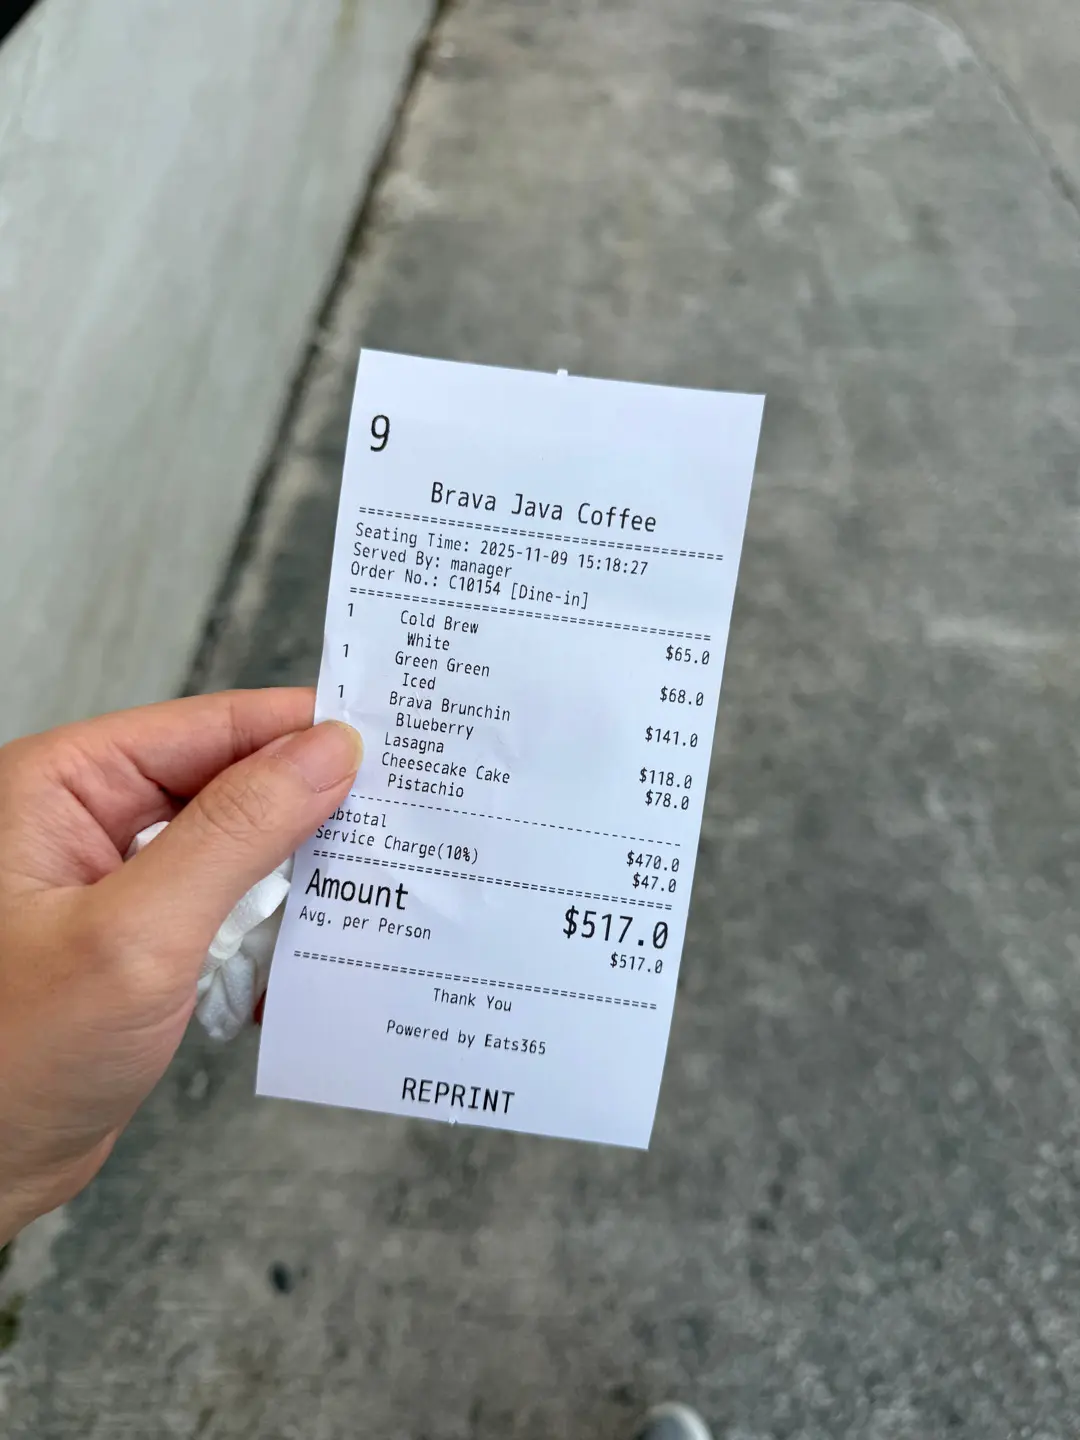 9
Brava Java Coffee
========================================
Seating Time: 2025-11-09 15:18:27
Served By: manager
Order No.: C10154 [Dine-in]
========================================
1 Cold Brew $65.0
White
1 Green Green $68.0
Iced
1 Brava Brunchin $141.0
Blueberry
Lasagna $118.0
Cheesecake Cake $78.0
Pistachio
----------------------------------------
ubtotal $470.0
Service Charge(10%) $47.0
========================================
Amount $517.0
Avg. per Person $517.0
========================================
Thank You
Powered by Eats365
REPRINT